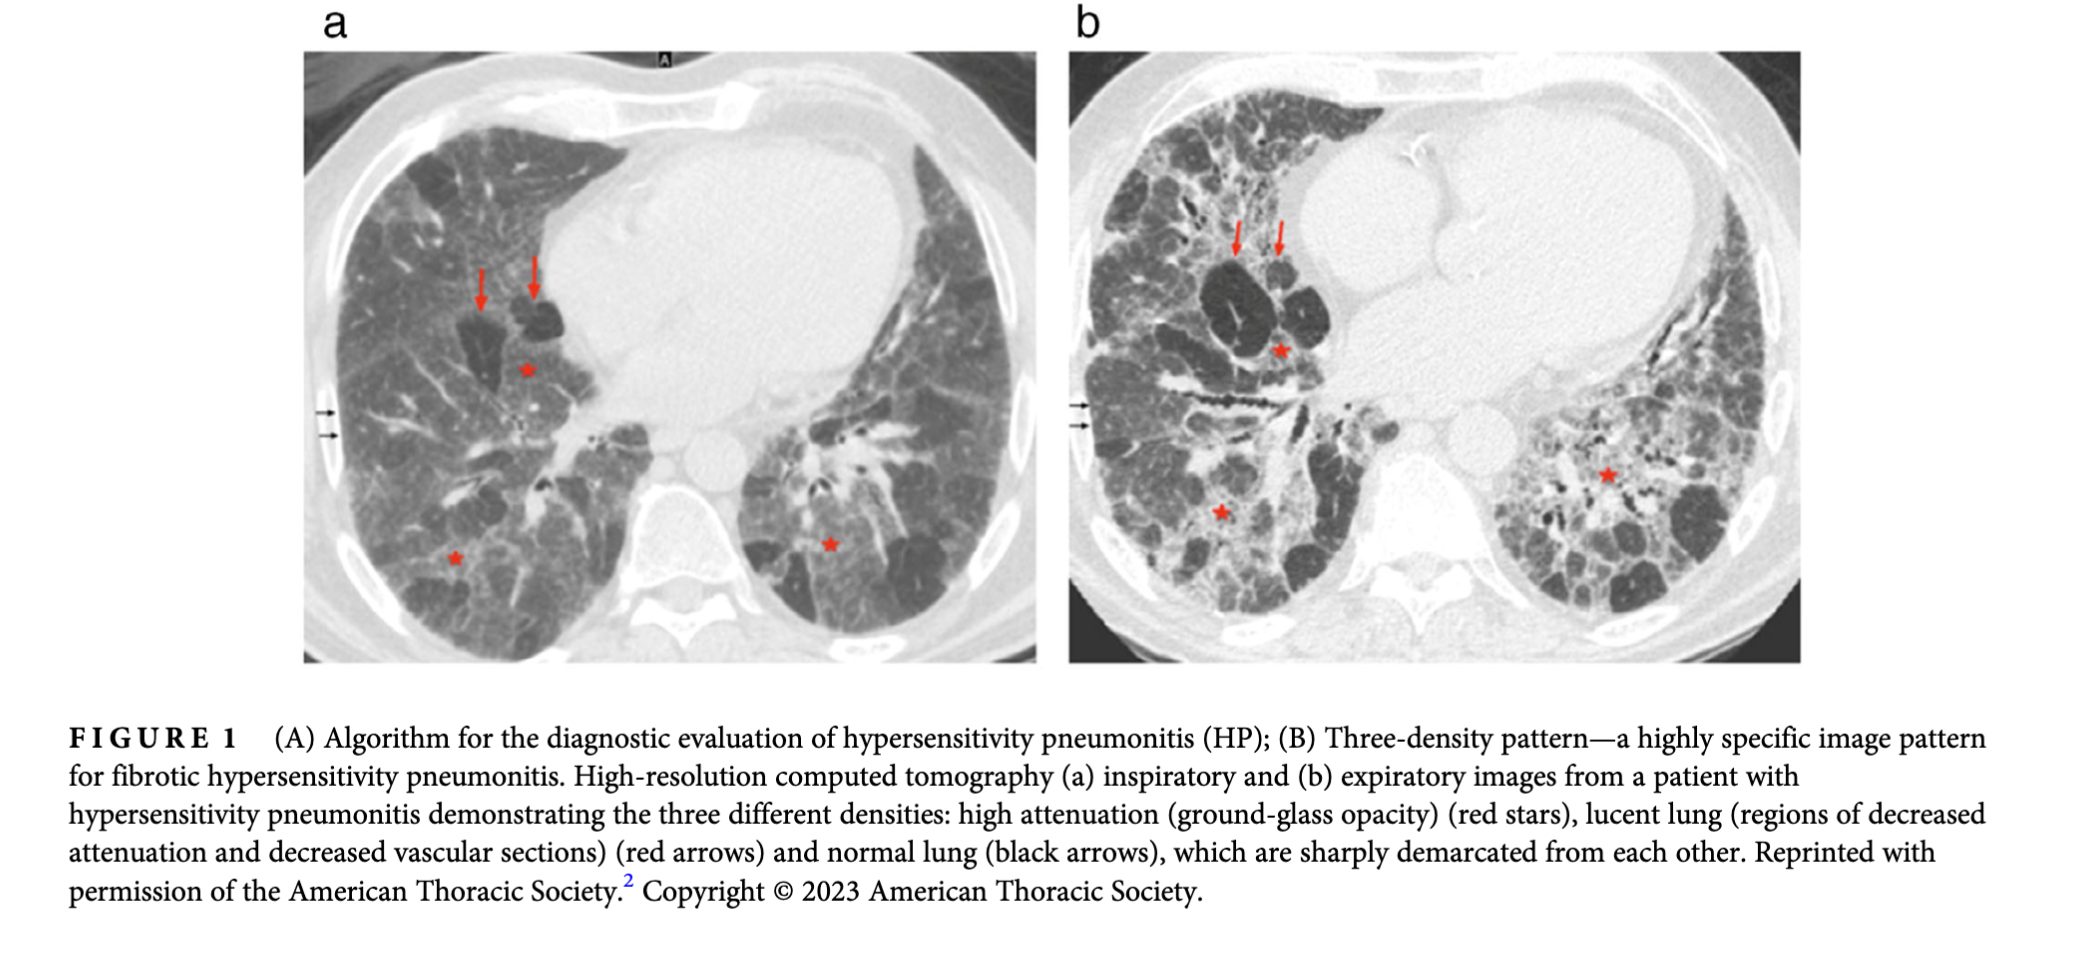 a
b
A
FIGURE 1 (A) Algorithm for the diagnostic evaluation of hypersensitivity pneumonitis (HP); (B) Three-density pattern—a highly specific image pattern
for fibrotic hypersensitivity pneumonitis. High-resolution computed tomography (a) inspiratory and (b) expiratory images from a patient with
hypersensitivity pneumonitis demonstrating the three different densities: high attenuation (ground-glass opacity) (red stars), lucent lung (regions of decreased
attenuation and decreased vascular sections) (red arrows) and normal lung (black arrows), which are sharply demarcated from each other. Reprinted with
permission of the American Thoracic Society.2 Copyright © 2023 American Thoracic Society.